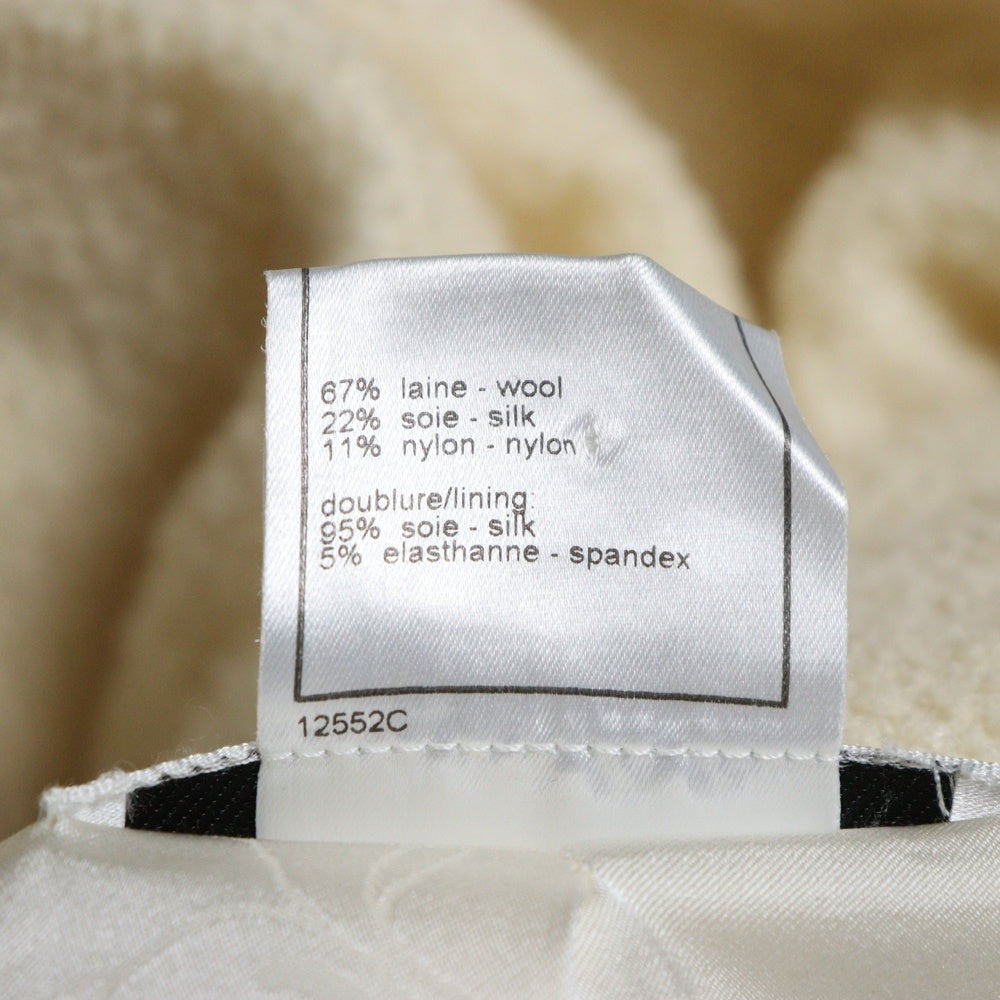 67% laine - wool
22% soie - silk
11% nylon - nylon
doublure/lining:
95% soie - silk
5% elasthanne - spandex
12552C